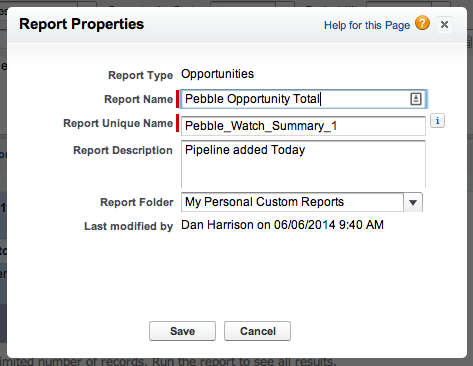 Report Properties
Help for this Page ?
Report Type Opportunities
Report Name Pebble Opportunity Total
Report Unique Name Pebble_Watch_Summary_1 i
Report Description Pipeline added Today
Report Folder My Personal Custom Reports
Last modified by Dan Harrison on 06/06/2014 9:40 AM
Save Cancel
limited number of records. Run the report to see all results.